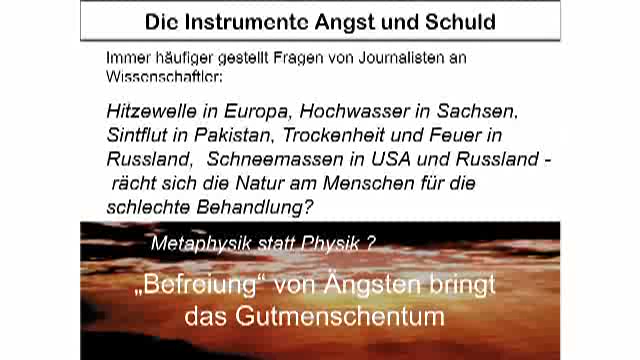 Die Instrumente Angst und Schuld
Immer häufiger gestellt Fragen von Journalisten an
Wissenschaftler:
Hitzewelle in Europa, Hochwasser in Sachsen,
Sintflut in Pakistan, Trockenheit und Feuer in
Russland,  Schneemassen in USA und Russland -
rächt sich die Natur am Menschen für die
schlechte Behandlung?
Metaphysik statt Physik ?
„Befreiung“ von Ängsten bringt
das Gutmenschentum